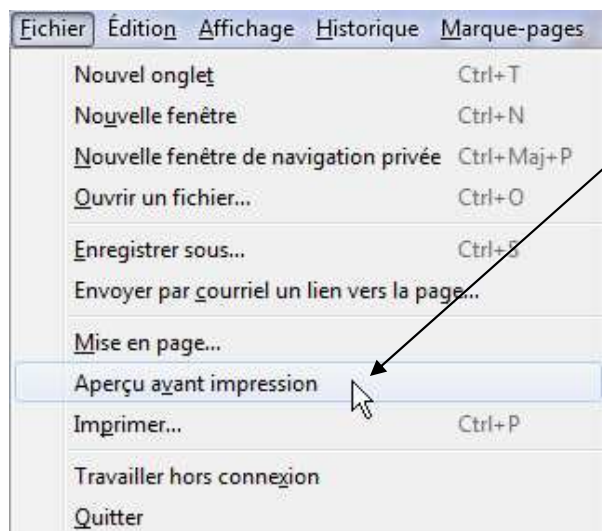 Fichier Édition Affichage Historique Marque-pages
Nouvel onglet Ctrl+T
Nouvelle fenêtre Ctrl+N
Nouvelle fenêtre de navigation privée Ctrl+Maj+P
Ouvrir un fichier... Ctrl+O
Enregistrer sous... Ctrl+S
Envoyer par courriel un lien vers la page...
Mise en page...
Aperçu avant impression
Imprimer... Ctrl+P
Travailler hors connexion
Quitter